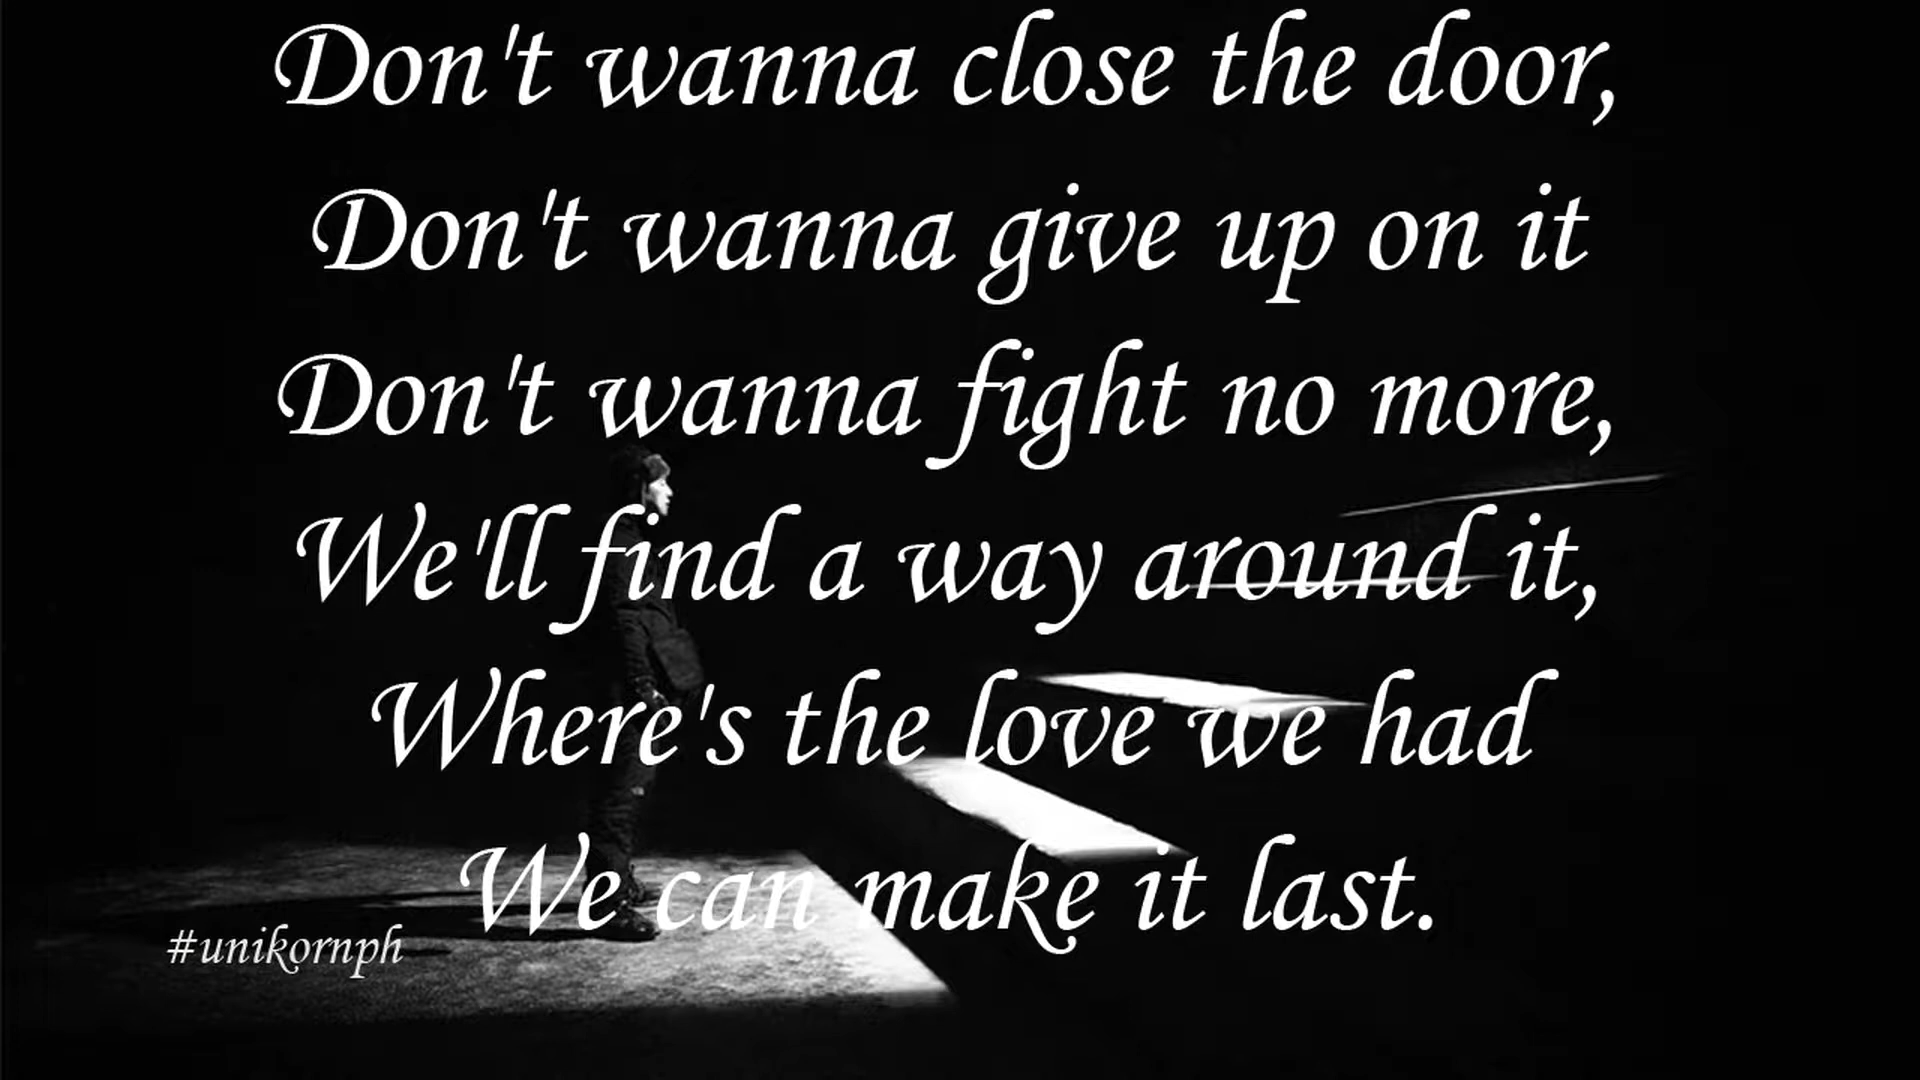 Don't wanna close the door,
Don't wanna give up on it
Don't wanna fight no more,
We'll find a way around it,
Where's the love we had
We can make it last.
#unikornph